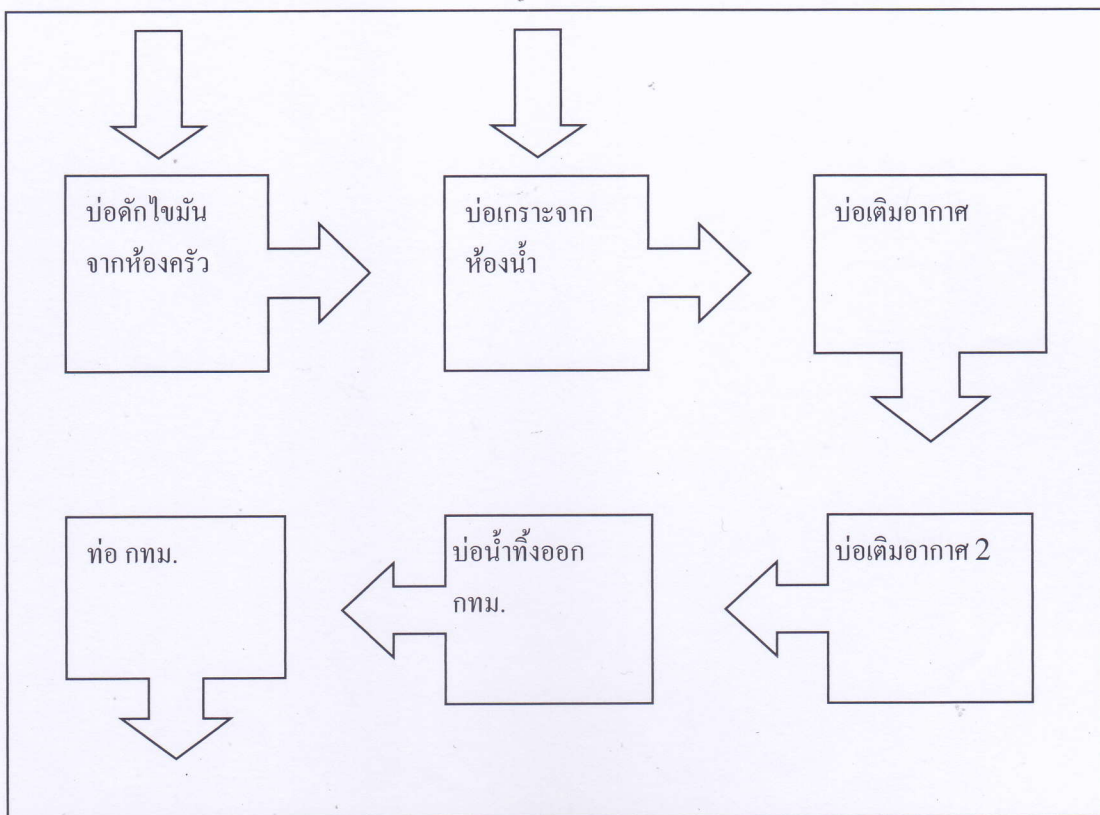 บ่อดักไขมัน
จากห้องครัว
บ่อเกราะจาก
ห้องน้ำ
บ่อเติมอากาศ
ท่อ กทม.
บ่อน้ำทิ้งออก
กทม.
บ่อเติมอากาศ 2